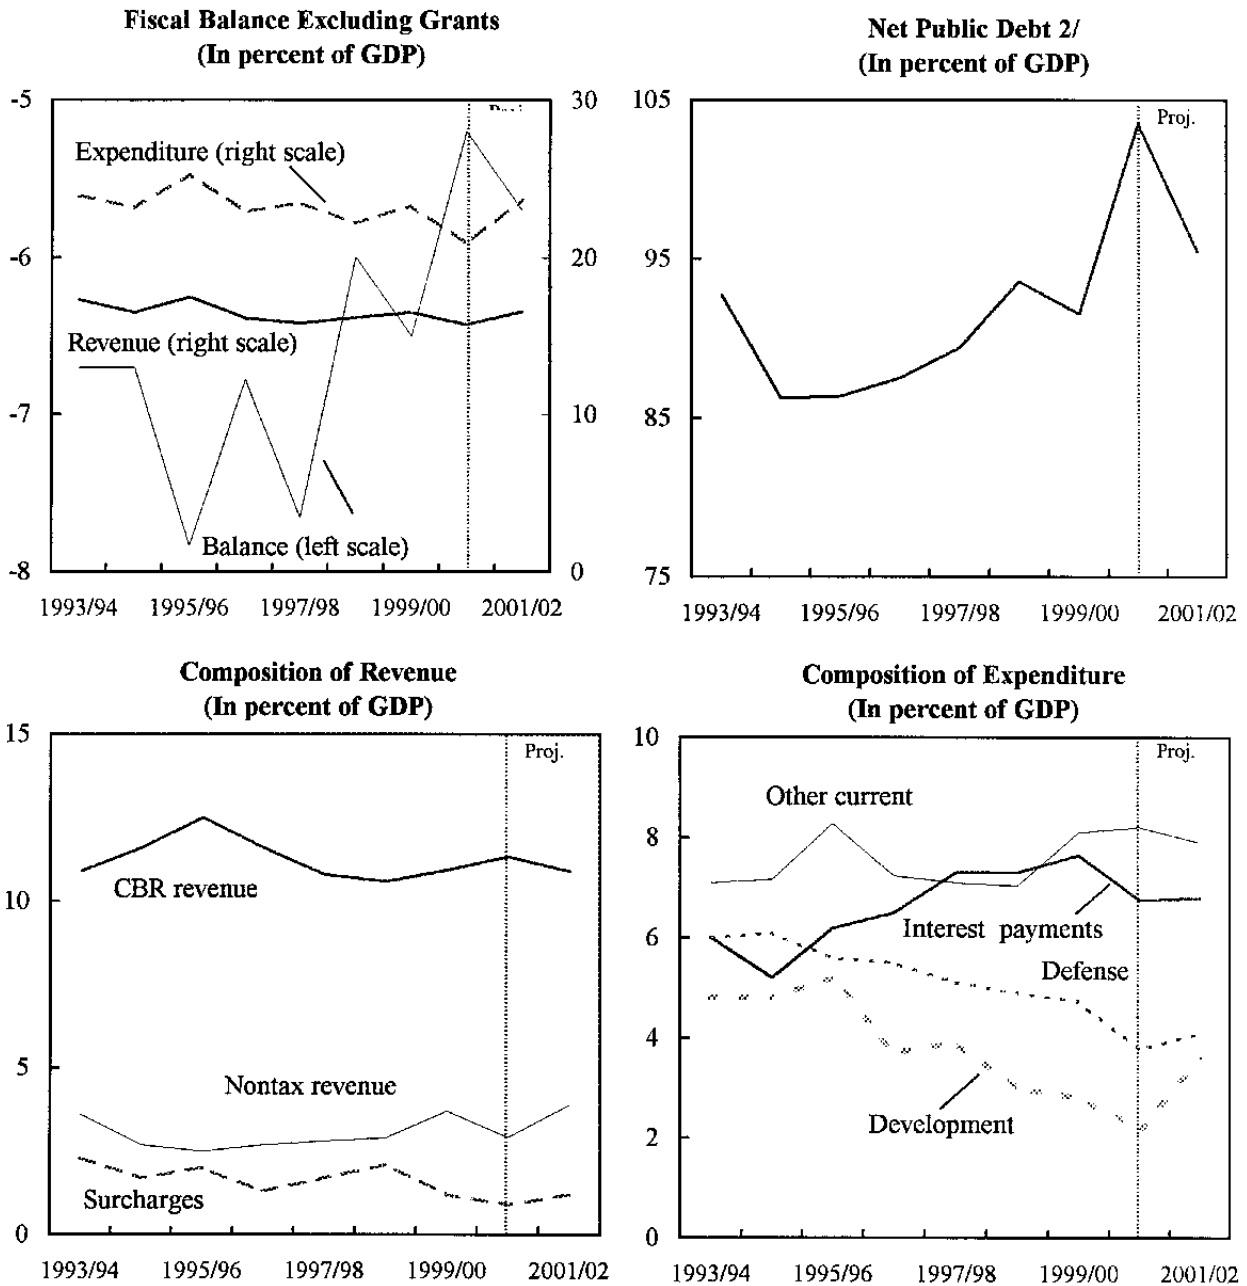 Fiscal Balance Excluding Grants
(In percent of GDP)
-5
30
Expenditure (right scale)
-6
20
Revenue (right scale)
-7
10
Balance (left scale)
-8
0
1993/94 1995/96 1997/98 1999/00 2001/02
Net Public Debt 2/
(In percent of GDP)
105
Proj.
95
85
75
1993/94 1995/96 1997/98 1999/00 2001/02
Composition of Revenue
(In percent of GDP)
15
Proj.
CBR revenue
10
5
Nontax revenue
Surcharges
0
1993/94 1995/96 1997/98 1999/00 2001/02
Composition of Expenditure
(In percent of GDP)
10
Proj.
Other current
8
Interest payments
6
Defense
4
Development
2
0
1993/94 1995/96 1997/98 1999/00 2001/02